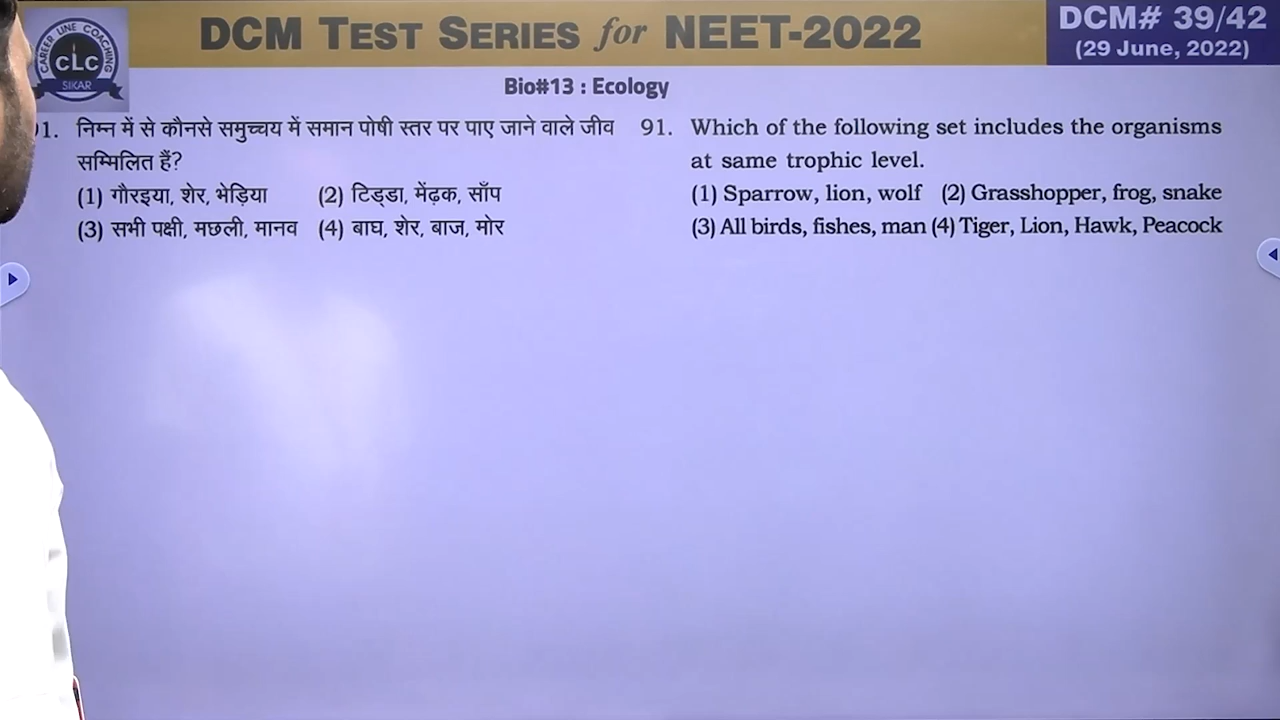 CAREER LINE COACHING
CLC
SIKAR
DCM TEST SERIES for NEET-2022
DCM# 39/42
(29 June, 2022)
Bio#13 : Ecology
91. निम्न में से कौनसे समुच्चय में समान पोषी स्तर पर पाए जाने वाले जीव
सम्मिलित हैं?
(1) गौरइया, शेर, भेड़िया (2) टिड्डा, मेंढ़क, साँप
(3) सभी पक्षी, मछली, मानव (4) बाघ, शेर, बाज, मोर
91. Which of the following set includes the organisms
at same trophic level.
(1) Sparrow, lion, wolf (2) Grasshopper, frog, snake
(3) All birds, fishes, man (4) Tiger, Lion, Hawk, Peacock